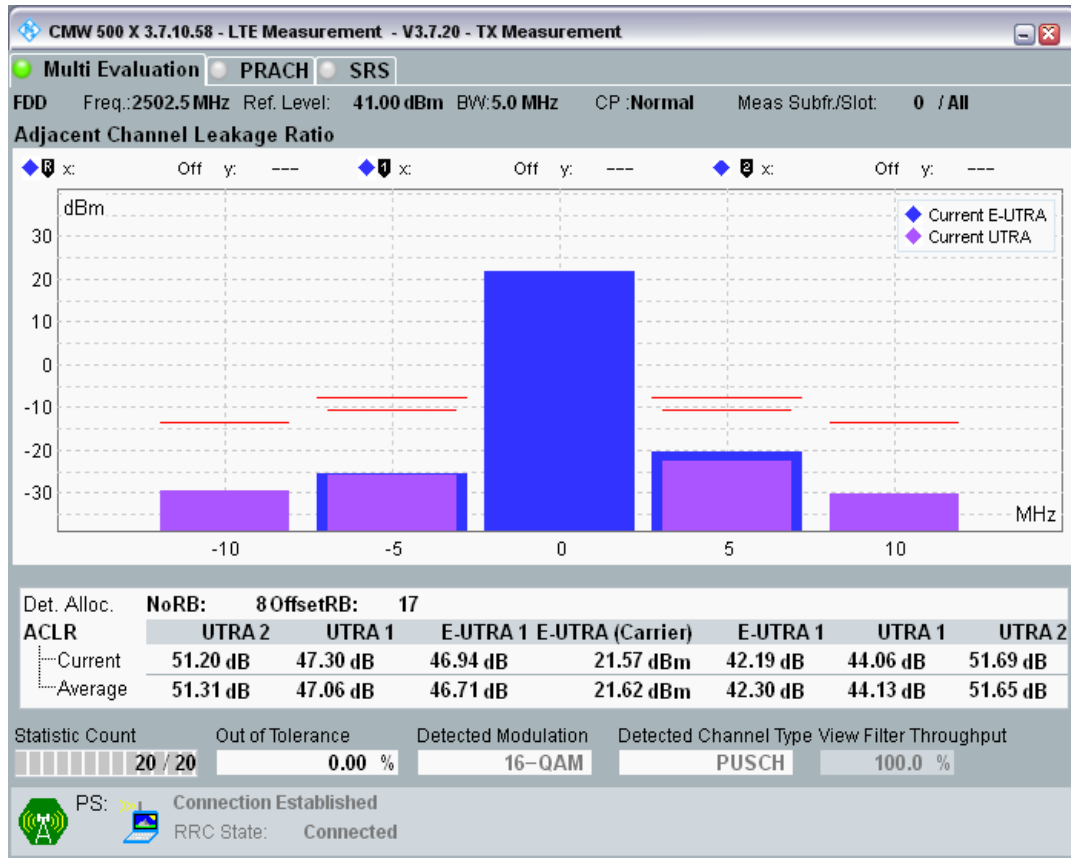 CMW 500 X 3.7.10.58 - LTE Measurement - V3.7.20 - TX Measurement
Multi Evaluation PRACH SRS
FDD Freq.:2502.5 MHz Ref. Level: 41.00 dBm BW:5.0 MHz CP :Normal Meas Subfr./Slot: 0 / All
Adjacent Channel Leakage Ratio
R x: Off y: --- 1 x: Off y: --- 2 x: Off y: ---
dBm
Current E-UTRA
Current UTRA
30
20
10
0
-10
-20
-30
MHz
-10 -5 0 5 10
Det. Alloc. NoRB: 8 OffsetRB: 17
ACLR UTRA 2 UTRA 1 E-UTRA 1 E-UTRA (Carrier) E-UTRA 1 UTRA 1 UTRA 2
Current 51.20 dB 47.30 dB 46.94 dB 21.57 dBm 42.19 dB 44.06 dB 51.69 dB
Average 51.31 dB 47.06 dB 46.71 dB 21.62 dBm 42.30 dB 44.13 dB 51.65 dB
Statistic Count Out of Tolerance Detected Modulation Detected Channel Type View Filter Throughput
20 / 20 0.00 % 16-QAM PUSCH 100.0 %
PS: Connection Established
RRC State: Connected